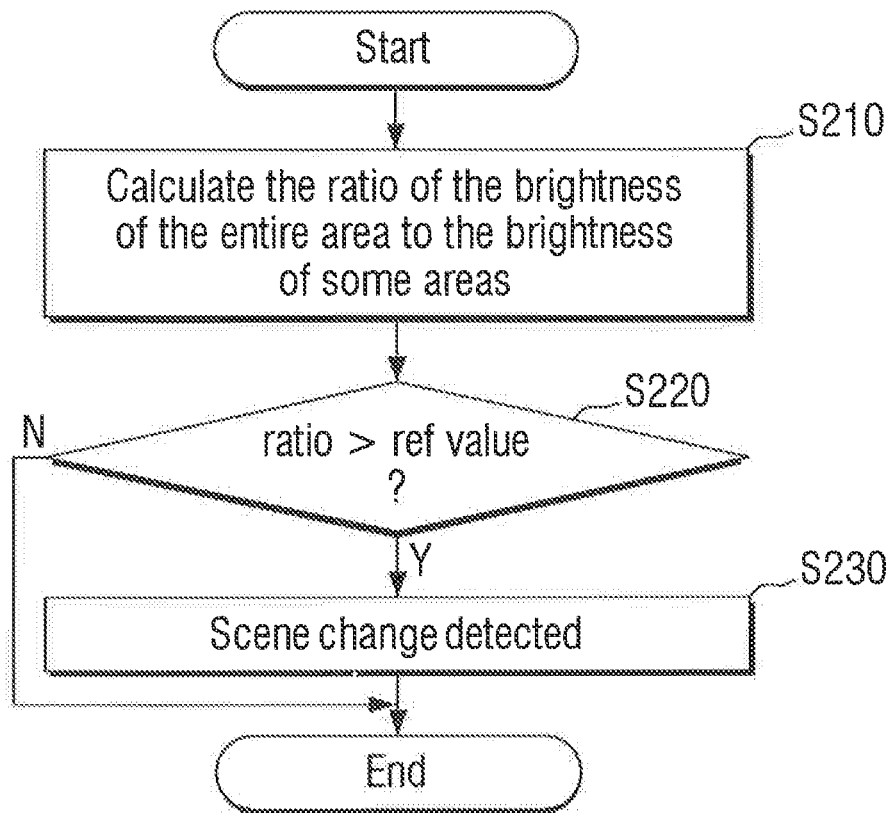 Start
S210
Calculate the ratio of the brightness
of the entire area to the brightness
of some areas
S220
N
ratio > ref value
?
Y
S230
Scene change detected
End